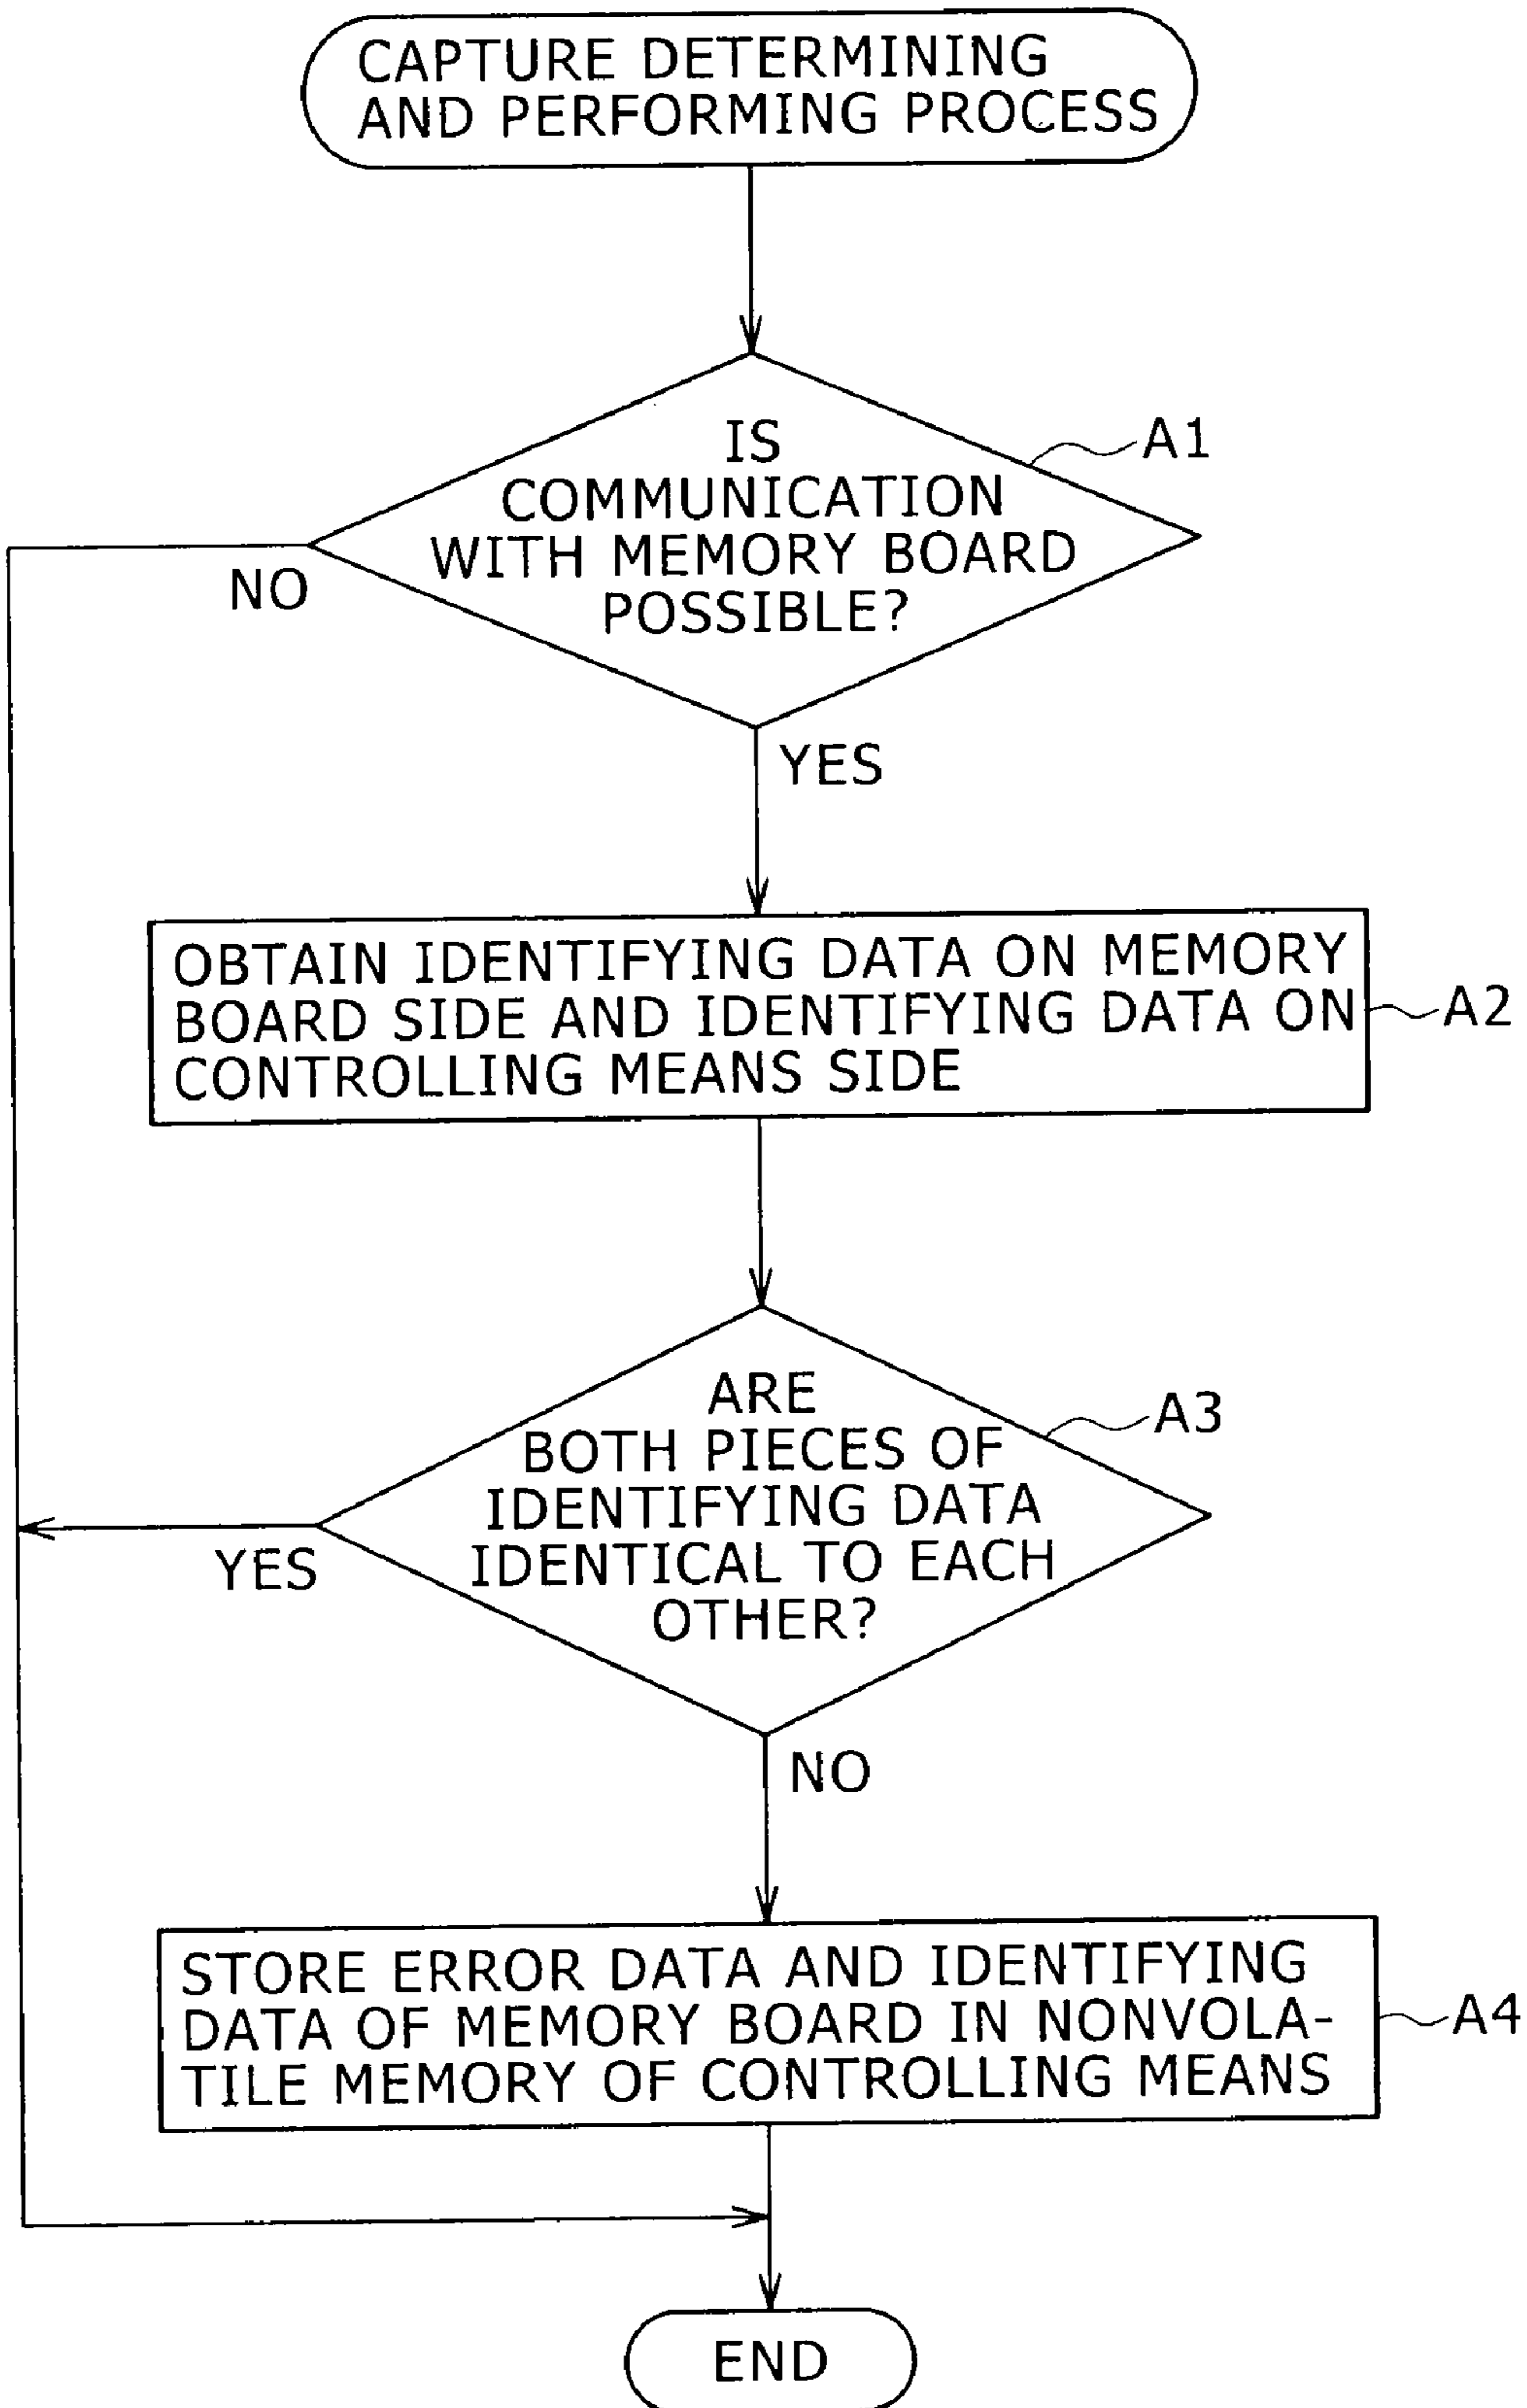 CAPTURE DETERMINING
AND PERFORMING PROCESS
IS
COMMUNICATION
WITH MEMORY BOARD
POSSIBLE?
A1
NO
YES
OBTAIN IDENTIFYING DATA ON MEMORY
BOARD SIDE AND IDENTIFYING DATA ON
CONTROLLING MEANS SIDE
A2
ARE
BOTH PIECES OF
IDENTIFYING DATA
IDENTICAL TO EACH
OTHER?
A3
YES
NO
STORE ERROR DATA AND IDENTIFYING
DATA OF MEMORY BOARD IN NONVOLA-
TILE MEMORY OF CONTROLLING MEANS
A4
END